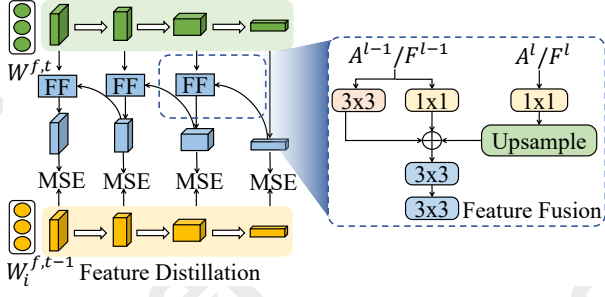 W^{f,t}
FF FF FF
MSE MSE MSE MSE
W_i^{f,t-1} Feature Distillation
A^{l-1}/F^{l-1} A^l/F^l
3x3 1x1 1x1
Upsample
3x3
3x3 Feature Fusion